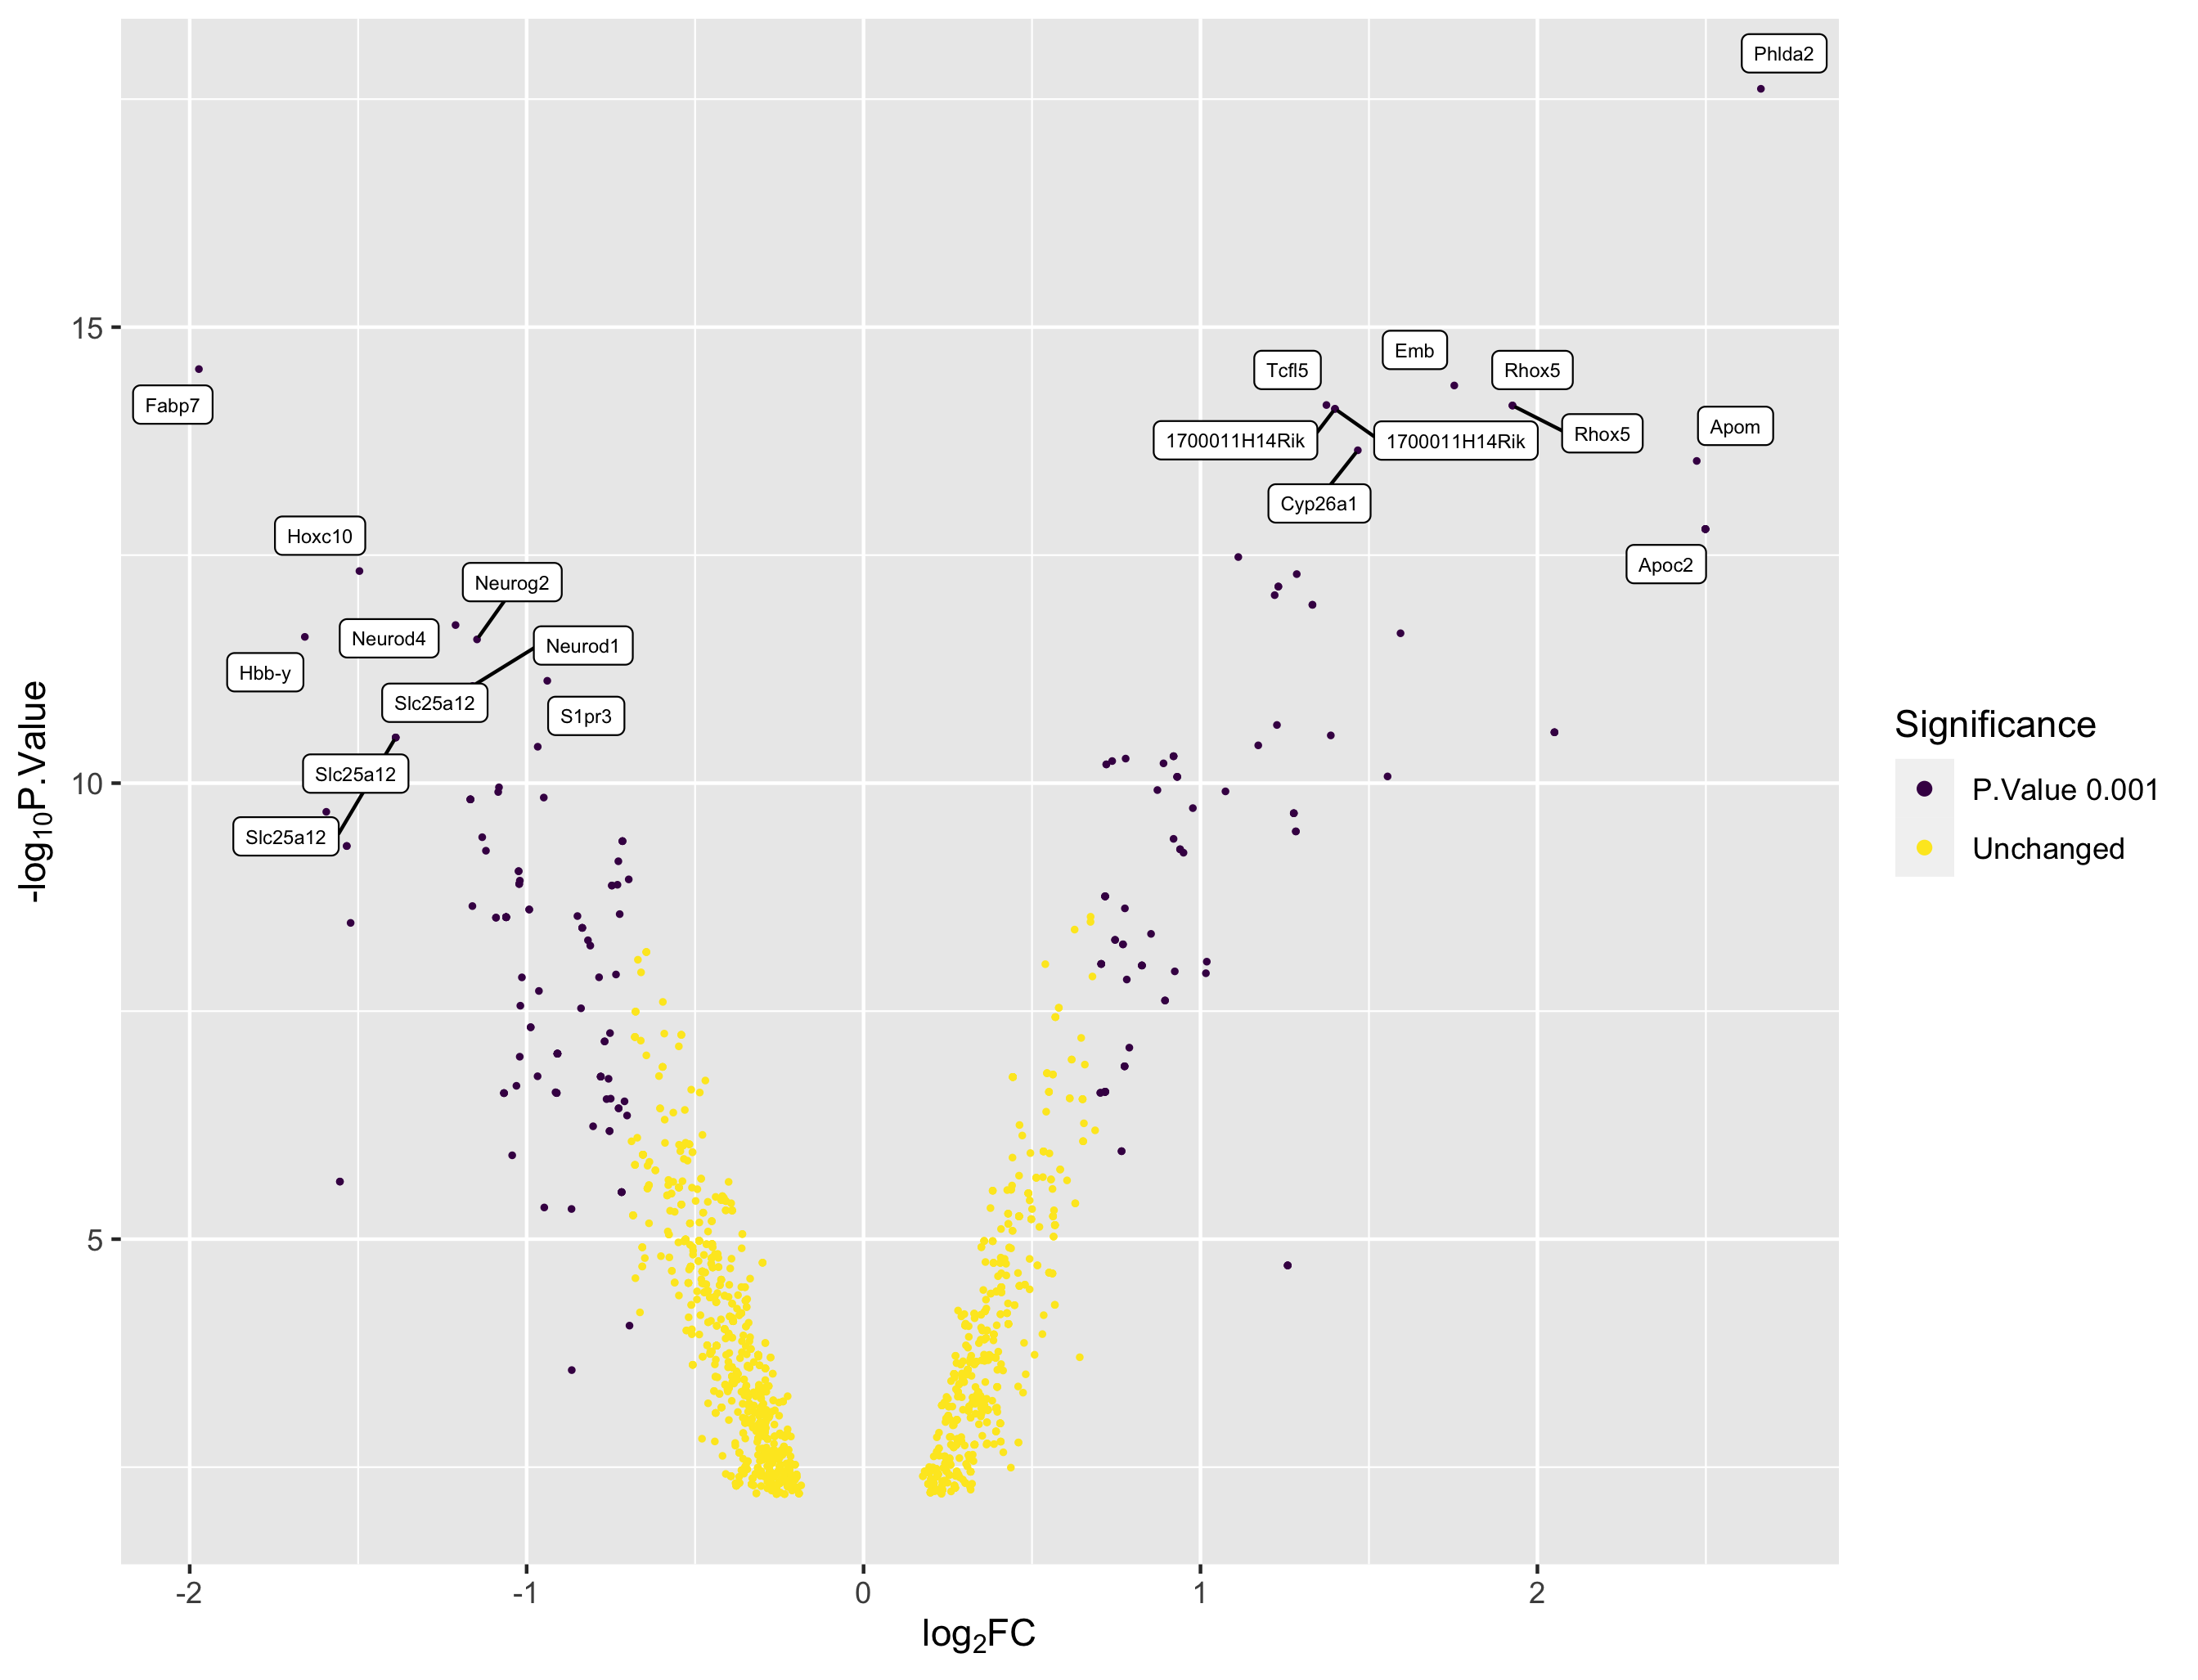 Phlda2
15
Emb
Tcfl5
Rhox5
Fabp7
Apom
Rhox5
1700011H14Rik
1700011H14Rik
Cyp26a1
Hoxc10
Apoc2
Neurog2
Neurod4
Neurod1
Hbb-y
Slc25a12
S1pr3
Slc25a12
10
Slc25a12
5
-log10P.Value
-2
-1
0
1
2
log2FC
Significance
P.Value 0.001
Unchanged